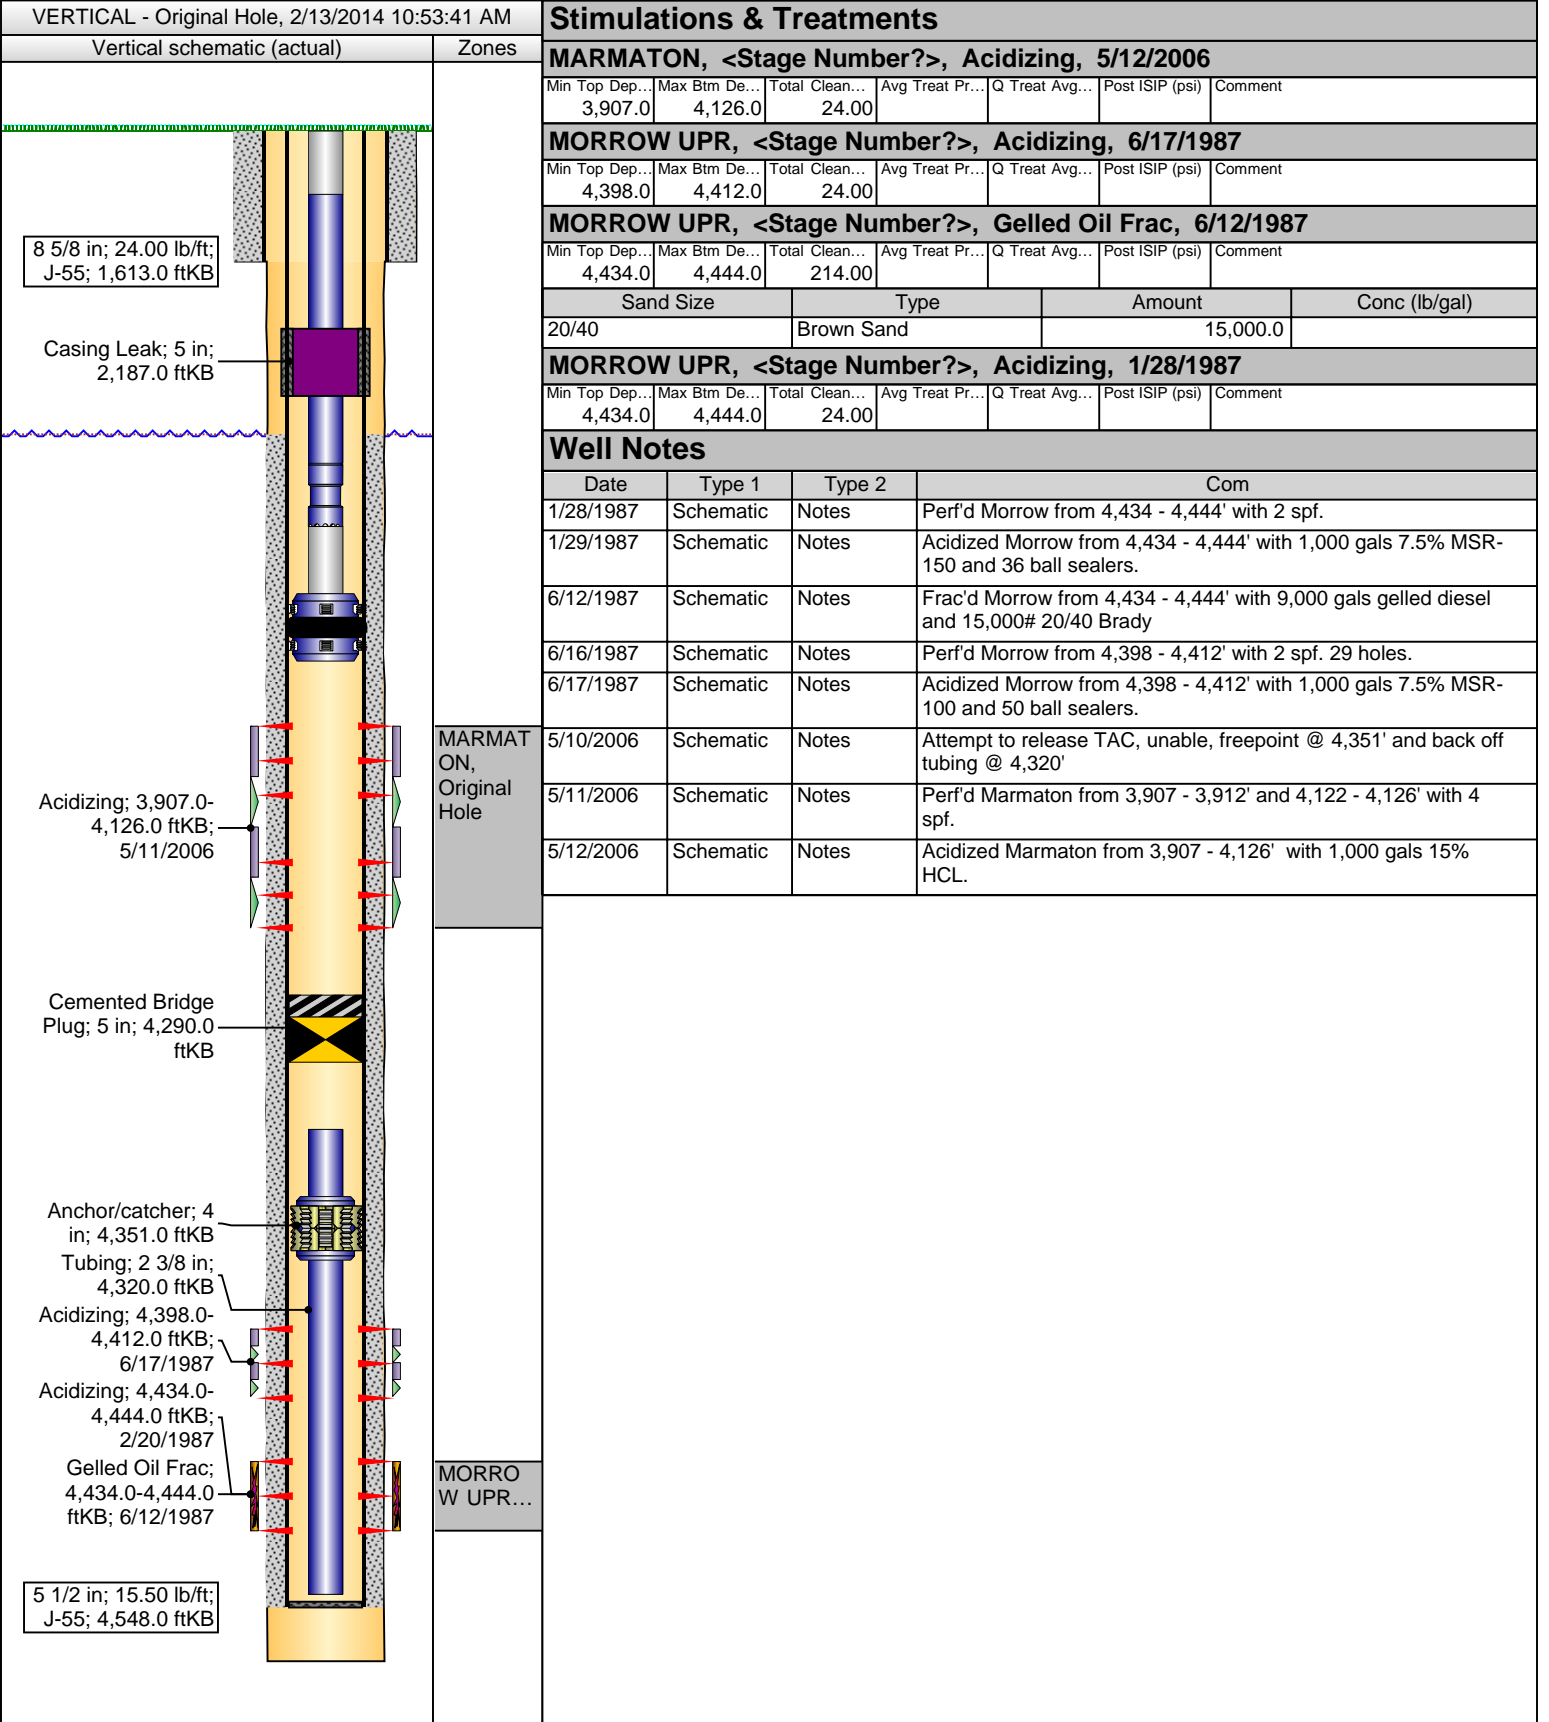 VERTICAL - Original Hole, 2/13/2014 10:53:41 AM
Vertical schematic (actual) Zones
8 5/8 in; 24.00 lb/ft;
J-55; 1,613.0 ftKB
Casing Leak; 5 in;
2,187.0 ftKB
Acidizing; 3,907.0-
4,126.0 ftKB;
5/11/2006
Cemented Bridge
Plug; 5 in; 4,290.0
ftKB
Anchor/catcher; 4
in; 4,351.0 ftKB
Tubing; 2 3/8 in;
4,320.0 ftKB
Acidizing; 4,398.0-
4,412.0 ftKB;
6/17/1987
Acidizing; 4,434.0-
4,444.0 ftKB;
2/20/1987
Gelled Oil Frac;
4,434.0-4,444.0
ftKB; 6/12/1987
5 1/2 in; 15.50 lb/ft;
J-55; 4,548.0 ftKB
MARMAT
ON,
Original
Hole
MORRO
W UPR…
Stimulations & Treatments
MARMATON, <Stage Number?>, Acidizing, 5/12/2006
Min Top Dep… Max Btm De… Total Clean… Avg Treat Pr… Q Treat Avg… Post ISIP (psi) Comment
3,907.0 4,126.0 24.00
MORROW UPR, <Stage Number?>, Acidizing, 6/17/1987
Min Top Dep… Max Btm De… Total Clean… Avg Treat Pr… Q Treat Avg… Post ISIP (psi) Comment
4,398.0 4,412.0 24.00
MORROW UPR, <Stage Number?>, Gelled Oil Frac, 6/12/1987
Min Top Dep… Max Btm De… Total Clean… Avg Treat Pr… Q Treat Avg… Post ISIP (psi) Comment
4,434.0 4,444.0 214.00
Sand Size Type Amount Conc (lb/gal)
20/40 Brown Sand 15,000.0
MORROW UPR, <Stage Number?>, Acidizing, 1/28/1987
Min Top Dep… Max Btm De… Total Clean… Avg Treat Pr… Q Treat Avg… Post ISIP (psi) Comment
4,434.0 4,444.0 24.00
Well Notes
Date Type 1 Type 2 Com
1/28/1987 Schematic Notes Perf'd Morrow from 4,434 - 4,444' with 2 spf.
1/29/1987 Schematic Notes Acidized Morrow from 4,434 - 4,444' with 1,000 gals 7.5% MSR-
150 and 36 ball sealers.
6/12/1987 Schematic Notes Frac'd Morrow from 4,434 - 4,444' with 9,000 gals gelled diesel
and 15,000# 20/40 Brady
6/16/1987 Schematic Notes Perf'd Morrow from 4,398 - 4,412' with 2 spf. 29 holes.
6/17/1987 Schematic Notes Acidized Morrow from 4,398 - 4,412' with 1,000 gals 7.5% MSR-
100 and 50 ball sealers.
5/10/2006 Schematic Notes Attempt to release TAC, unable, freepoint @ 4,351' and back off
tubing @ 4,320'
5/11/2006 Schematic Notes Perf'd Marmaton from 3,907 - 3,912' and 4,122 - 4,126' with 4
spf.
5/12/2006 Schematic Notes Acidized Marmaton from 3,907 - 4,126' with 1,000 gals 15%
HCL.